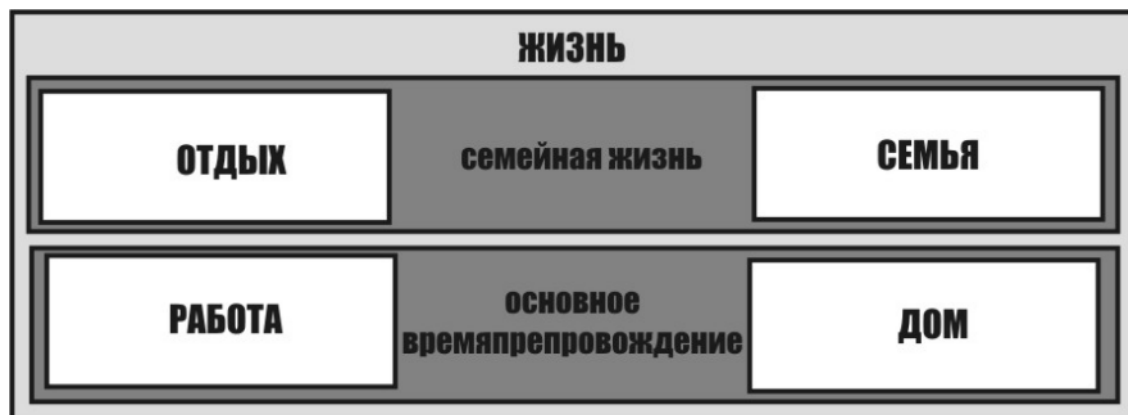 ЖИЗНЬ
ОТДЫХ
семейная жизнь
СЕМЬЯ
РАБОТА
основное
времяпрепровождение
ДОМ